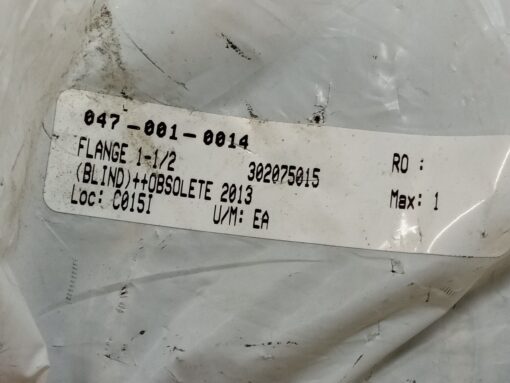 047-001-0014
FLANGE 1-1/2 302075015 RO :
(BLIND)++OBSOLETE 2013 Max: 1
Loc: C015I U/M: EA